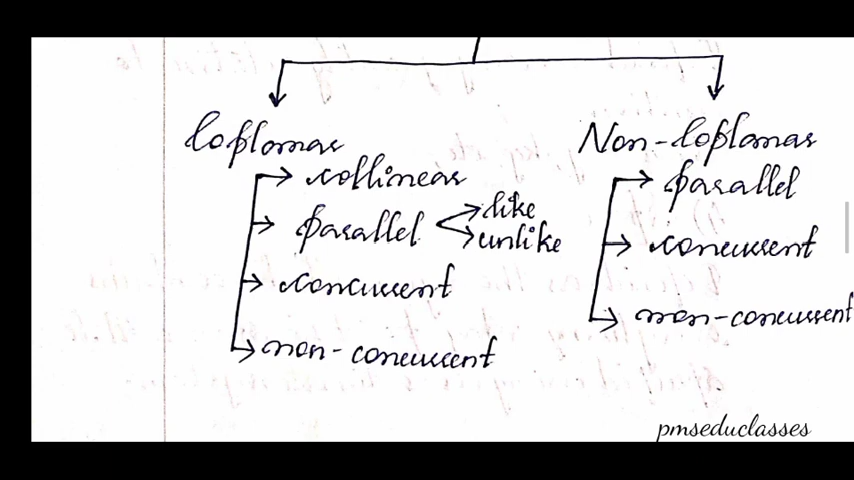 Coplanar
Non-Coplanar
collinear
parallel
parallel
like
unlike
concurrent
concurrent
non-concurrent
non-concurrent
pmseduclasses